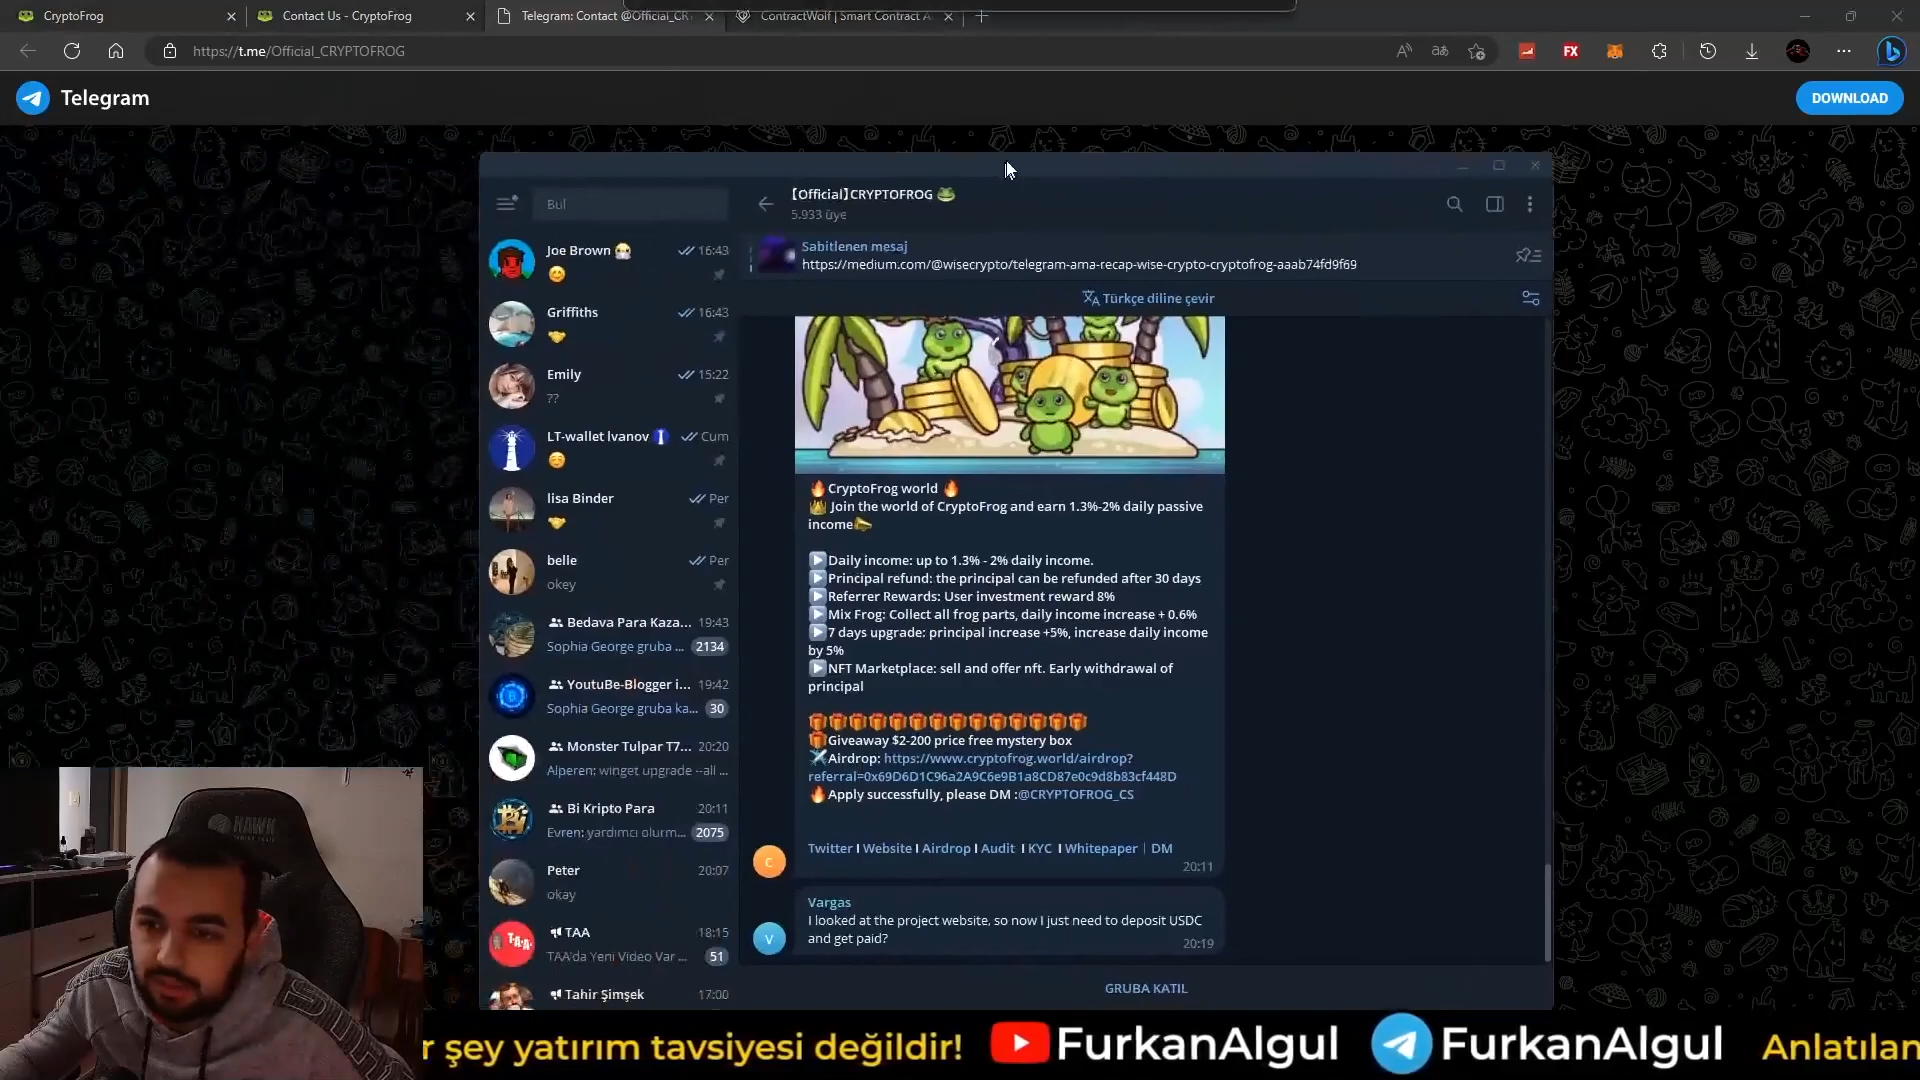 CryptoFrog
Contact Us - CryptoFrog
Telegram: Contact @Official_CR
ContractWolf | Smart Contract A
https://t.me/Official_CRYPTOFROG
FX
Telegram
DOWNLOAD
Bul
Joe Brown 16:43
Griffiths 16:43
Emily 15:22
??
LT-wallet Ivanov Cum
lisa Binder Per
belle Per
okey
Bedava Para Kaza... 19:43
Sophia George gruba ... 2134
YoutuBe-Blogger i... 19:42
Sophia George gruba ka... 30
Monster Tulpar T7... 20:20
Alperen: winget upgrade --all ...
Bi Kripto Para 20:11
Evren: yardımcı olurm... 2075
Peter 20:07
okay
TAA 18:15
TAA'da Yeni Video Var ... 51
Tahir Şimşek 17:00
【Official】CRYPTOFROG 🐸
5.933 üye
Sabitlenen mesaj
https://medium.com/@wisecrypto/telegram-ama-recap-wise-crypto-cryptofrog-aaab74fd9f69
Türkçe diline çevir
🔥CryptoFrog world 🔥
👑 Join the world of CryptoFrog and earn 1.3%-2% daily passive
income📣
▶️Daily income: up to 1.3% - 2% daily income.
▶️Principal refund: the principal can be refunded after 30 days
▶️Referrer Rewards: User investment reward 8%
▶️Mix Frog: Collect all frog parts, daily income increase + 0.6%
▶️7 days upgrade: principal increase +5%, increase daily income
by 5%
▶️NFT Marketplace: sell and offer nft. Early withdrawal of
principal
🎁🎁🎁🎁🎁🎁🎁🎁🎁🎁🎁🎁🎁🎁
🎁Giveaway $2-200 price free mystery box
✈️Airdrop: https://www.cryptofrog.world/airdrop?
referral=0x69D6D1C96a2A9C6e9B1a8CD87e0c9d8b83cf448D
🔥Apply successfully, please DM :@CRYPTOFROG_CS
Twitter I Website I Airdrop I Audit I KYC I Whitepaper | DM
20:11
C
Vargas
I looked at the project website, so now I just need to deposit USDC
and get paid?
20:19
V
GRUBA KATIL
HAWK
r şey yatırım tavsiyesi değildir! FurkanAlgul FurkanAlgul Anlatılan